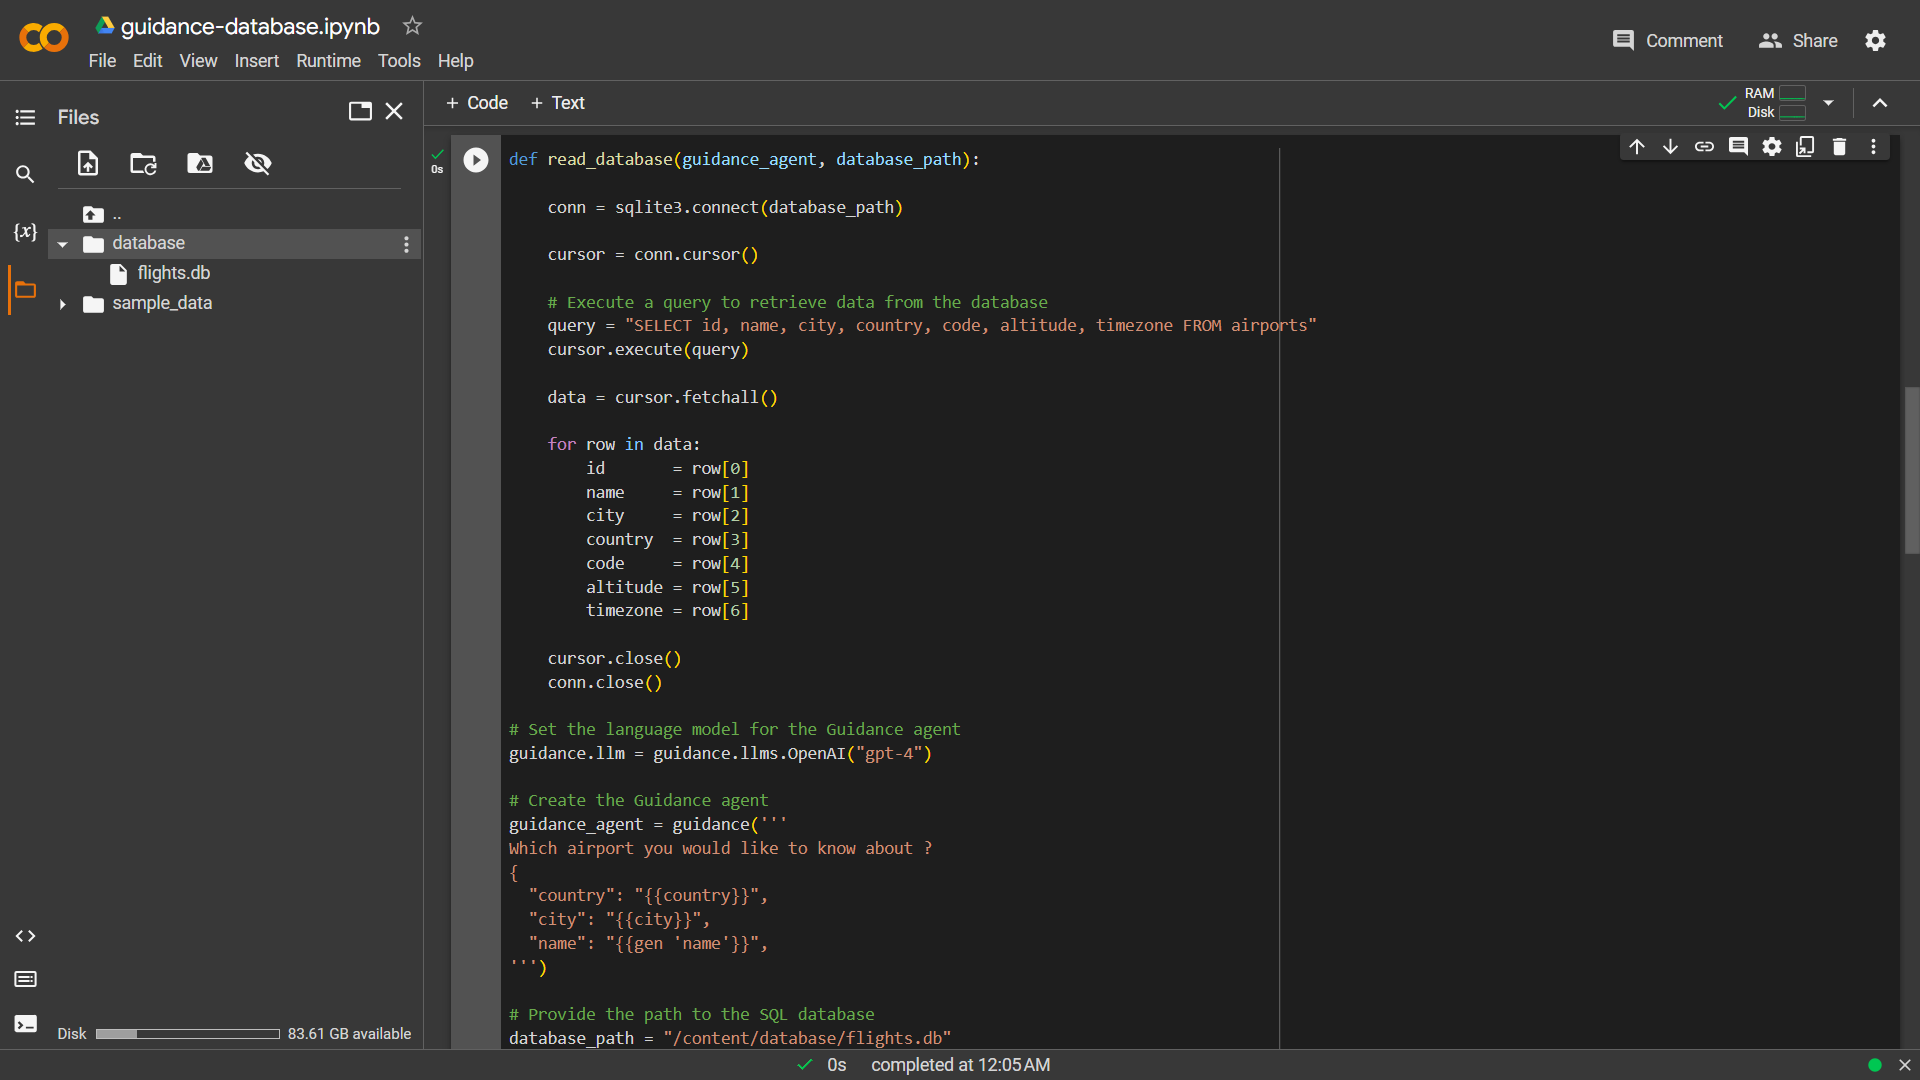 guidance-database.ipynb
File Edit View Insert Runtime Tools Help
Comment Share
Files
+ Code + Text
RAM
Disk
..
database
flights.db
sample_data
{x}
0s
def read_database(guidance_agent, database_path):
conn = sqlite3.connect(database_path)
cursor = conn.cursor()
# Execute a query to retrieve data from the database
query = "SELECT id, name, city, country, code, altitude, timezone FROM airports"
cursor.execute(query)
data = cursor.fetchall()
for row in data:
id = row[0]
name = row[1]
city = row[2]
country = row[3]
code = row[4]
altitude = row[5]
timezone = row[6]
cursor.close()
conn.close()
# Set the language model for the Guidance agent
guidance.llm = guidance.llms.OpenAI("gpt-4")
# Create the Guidance agent
guidance_agent = guidance('''
Which airport you would like to know about ?
{
"country": "{{country}}",
"city": "{{city}}",
"name": "{{gen 'name'}}",
''')
# Provide the path to the SQL database
database_path = "/content/database/flights.db"
Disk 83.61 GB available
0s completed at 12:05 AM